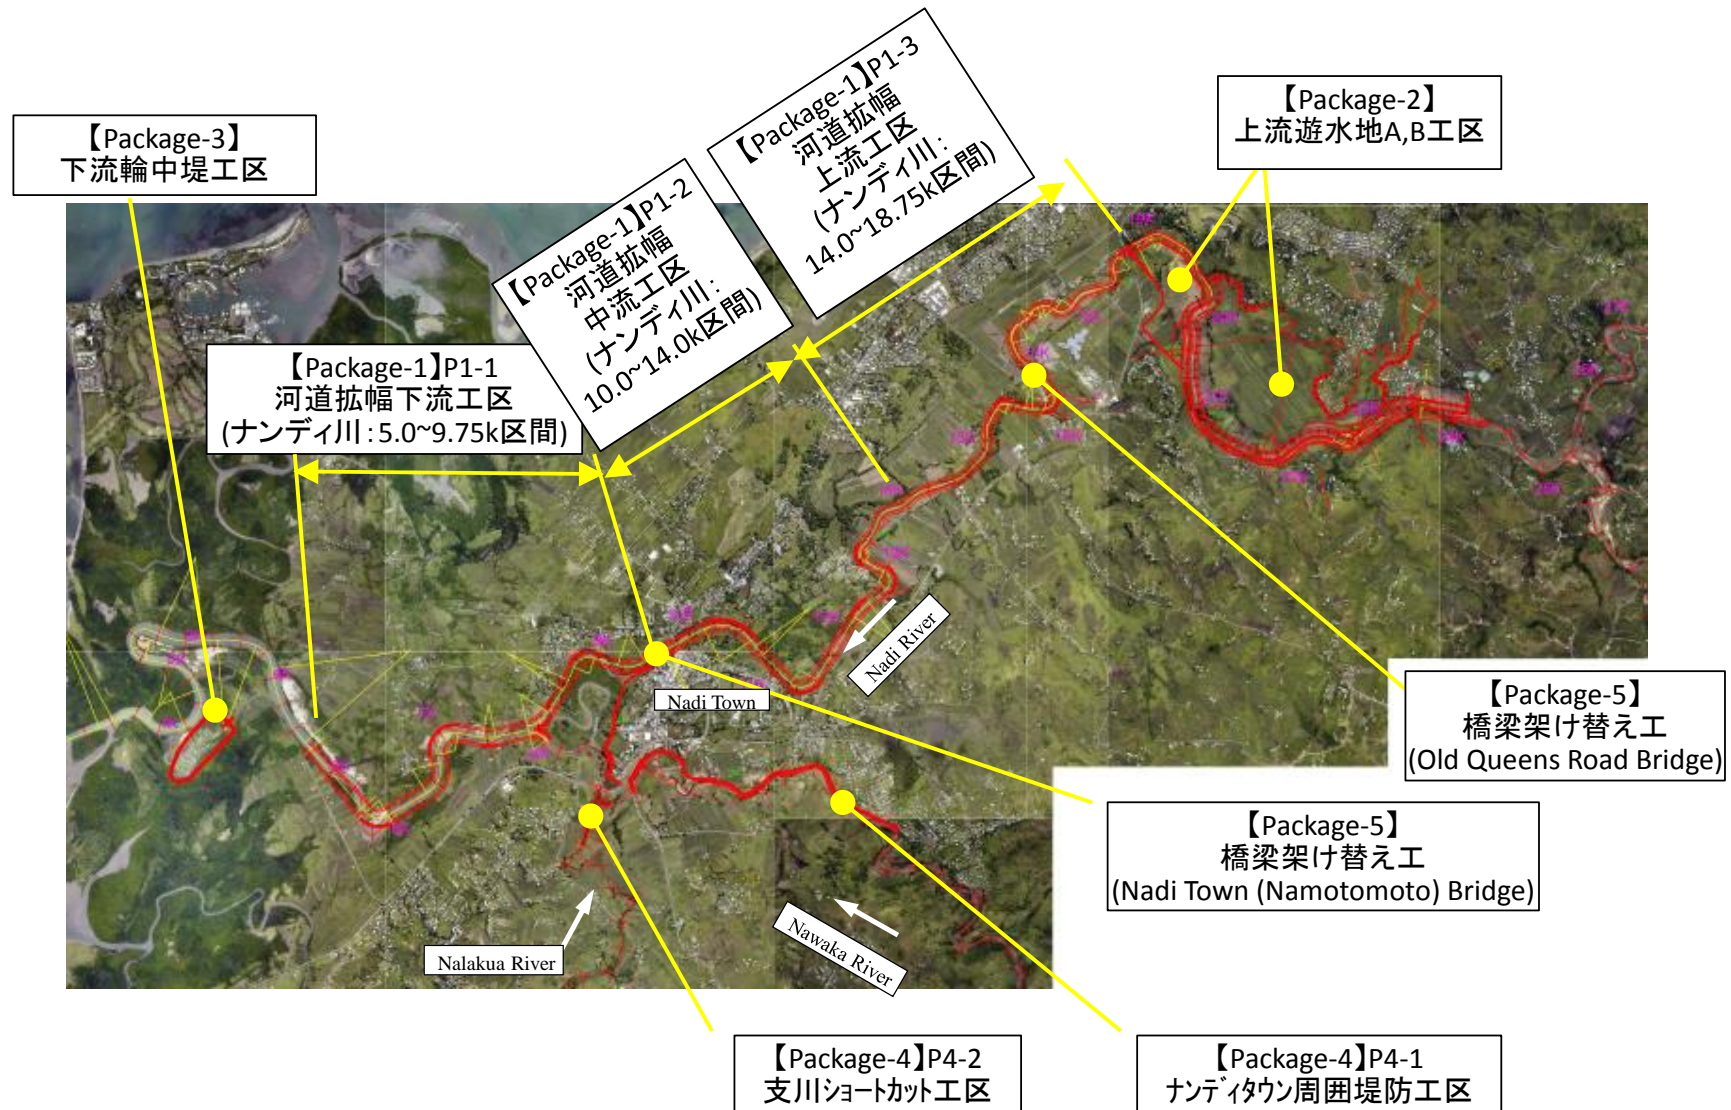 【Package-3】
下流輪中堤工区
【Package-1】P1-1
河道拡幅下流工区
(ナンディ川:5.0~9.75k区間)
【Package-1】P1-2
河道拡幅
中流工区
(ナンディ川:
10.0~14.0k区間)
【Package-1】P1-3
河道拡幅
上流工区
(ナンディ川:
14.0~18.75k区間)
【Package-2】
上流遊水地A,B工区
Nadi River
Nadi Town
【Package-5】
橋梁架け替え工
(Old Queens Road Bridge)
【Package-5】
橋梁架け替え工
(Nadi Town (Namotomoto) Bridge)
Nalakua River
Nawaka River
【Package-4】P4-2
支川ショートカット工区
【Package-4】P4-1
ナンディタウン周囲堤防工区